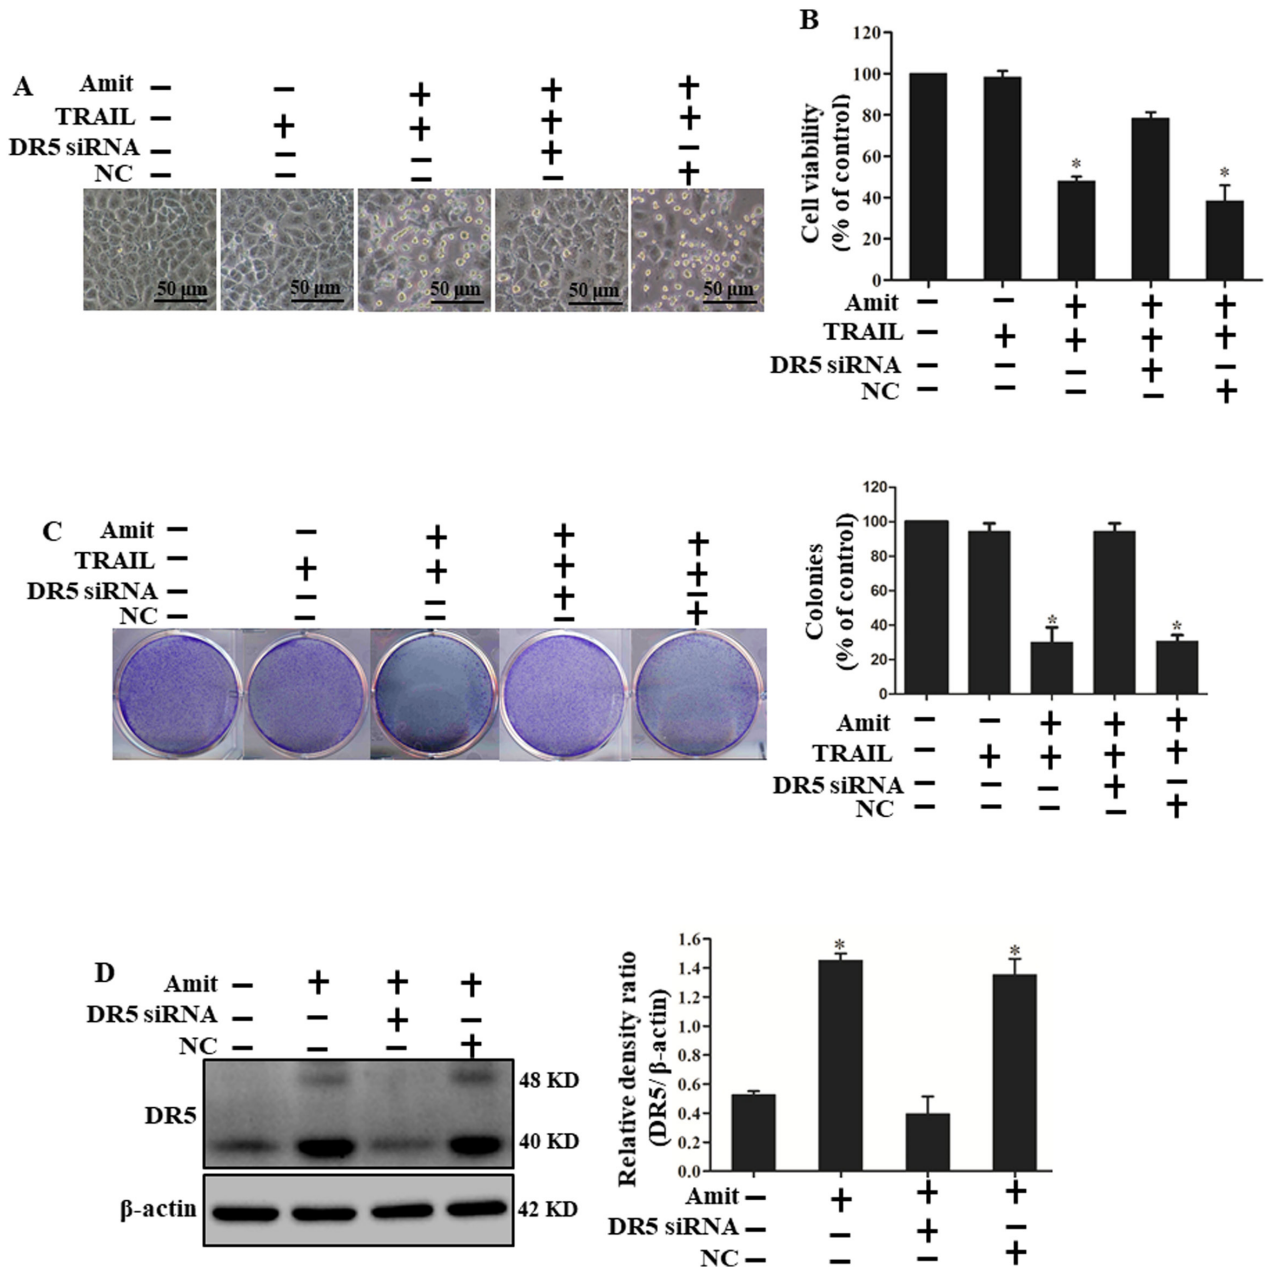 A
Amit − − + + +
TRAIL − + + + +
DR5 siRNA − − − + −
NC − − − − +
50 μm 50 μm 50 μm 50 μm 50 μm
B
Cell viability
(% of control)
120
100
80
60
40
20
0
* *
Amit − − + + +
TRAIL − + + + +
DR5 siRNA − − − + −
NC − − − − +
C
Amit − − + + +
TRAIL − + + + +
DR5 siRNA − − − + −
NC − − − − +
Colonies
(% of control)
120
100
80
60
40
20
0
* *
Amit − − + + +
TRAIL − + + + +
DR5 siRNA − − − + −
NC − − − − +
D
Amit − + + +
DR5 siRNA − − + −
NC − − − +
DR5
48 KD
40 KD
β-actin
42 KD
Relative density ratio
(DR5/ β-actin)
1.6
1.4
1.2
1.0
0.8
0.6
0.4
0.2
0.0
* *
Amit − + + +
DR5 siRNA − − + −
NC − − − +